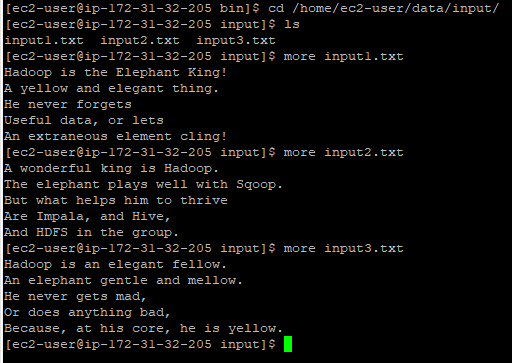 [ec2-user@ip-172-31-32-205 bin]$ cd /home/ec2-user/data/input/
[ec2-user@ip-172-31-32-205 input]$ ls
input1.txt  input2.txt  input3.txt
[ec2-user@ip-172-31-32-205 input]$ more input1.txt
Hadoop is the Elephant King!
A yellow and elegant thing.
He never forgets
Useful data, or lets
An extraneous element cling!
[ec2-user@ip-172-31-32-205 input]$ more input2.txt
A wonderful king is Hadoop.
The elephant plays well with Sqoop.
But what helps him to thrive
Are Impala, and Hive,
And HDFS in the group.
[ec2-user@ip-172-31-32-205 input]$ more input3.txt
Hadoop is an elegant fellow.
An elephant gentle and mellow.
He never gets mad,
Or does anything bad,
Because, at his core, he is yellow.
[ec2-user@ip-172-31-32-205 input]$